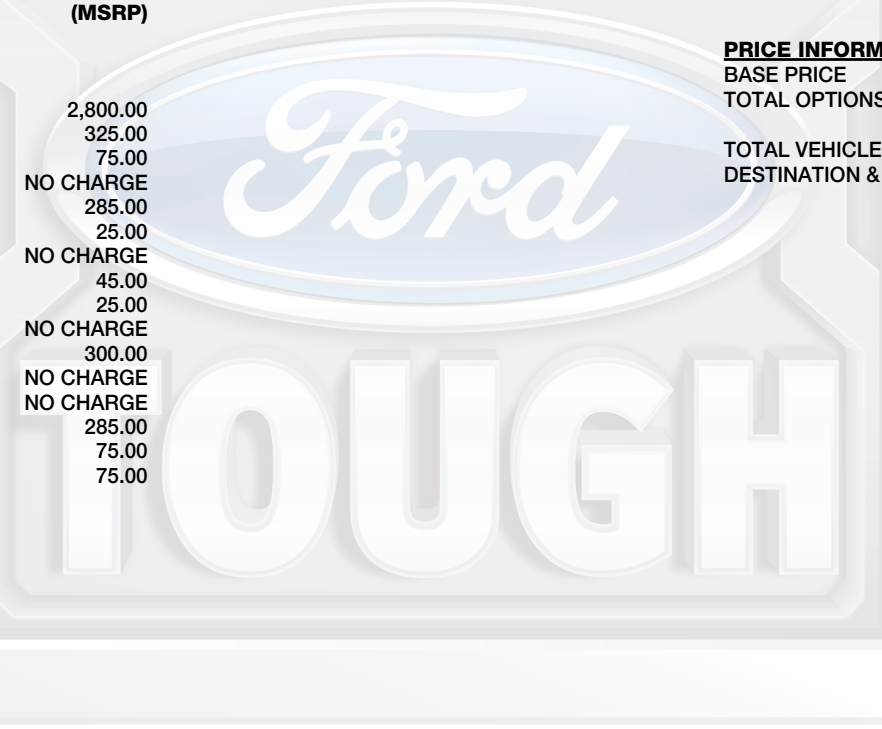 (MSRP)
2,800.00
325.00
75.00
NO CHARGE
285.00
25.00
NO CHARGE
45.00
25.00
NO CHARGE
300.00
NO CHARGE
NO CHARGE
285.00
75.00
75.00
PRICE INFORM
BASE PRICE
TOTAL OPTIONS
TOTAL VEHICLE
DESTINATION &
Ford
TOUGH